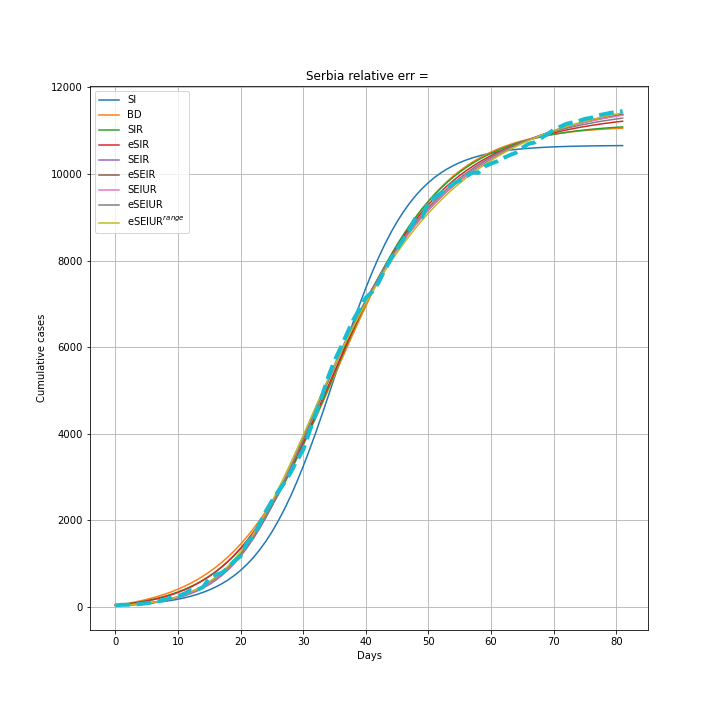 Serbia relative err =
12000
10000
8000
6000
4000
2000
0
Cumulative cases
SI
BD
SIR
eSIR
SEIR
eSEIR
SEIUR
eSEIUR
eSEIUR^range
0 10 20 30 40 50 60 70 80
Days